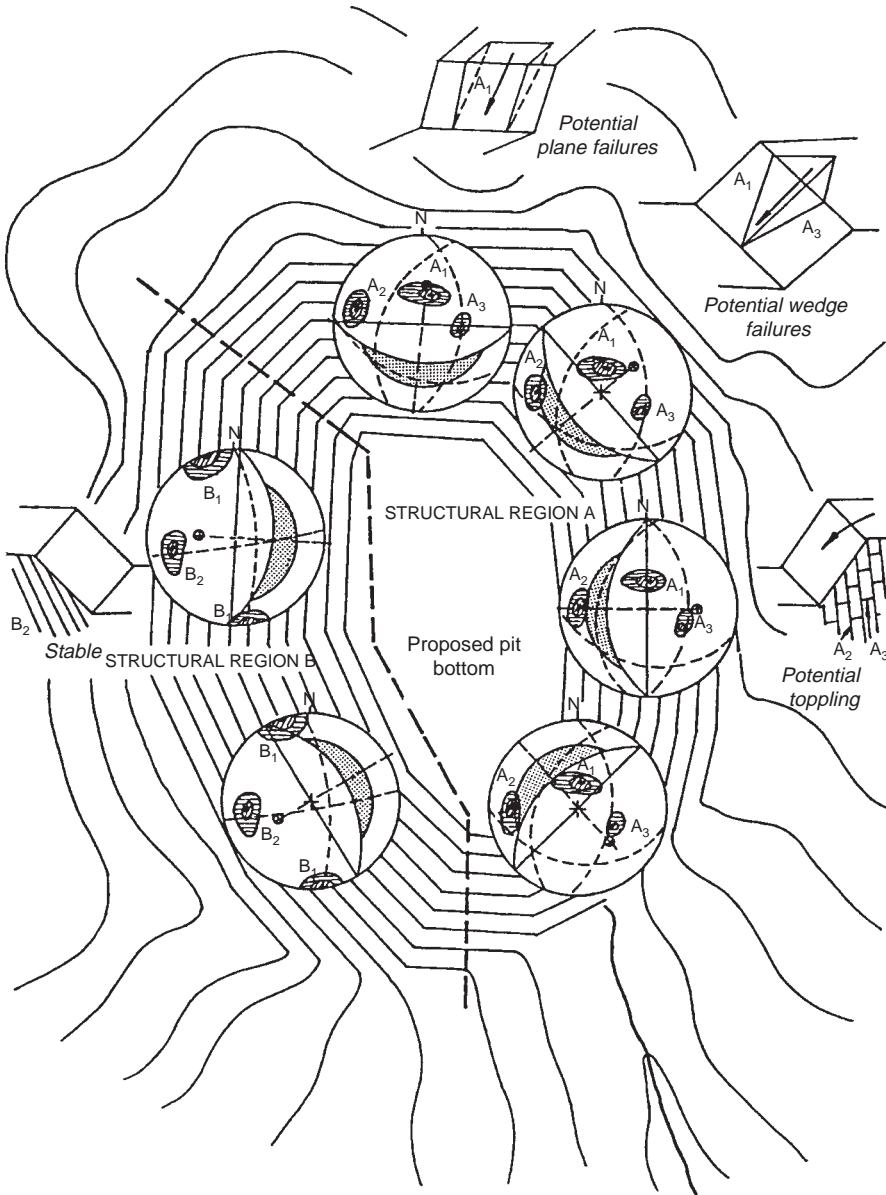 A1
Potential
plane failures
A1
A3
Potential wedge
failures
N
A1
A2
A3
N
A1
A2
A3
N
B1
B2
B1
STRUCTURAL REGION A
N
A2
A1
A3
B2
Stable
STRUCTURAL REGION B
Proposed pit
bottom
A2
A3
Potential
toppling
N
B1
B2
B1
N
A2
A1
A3